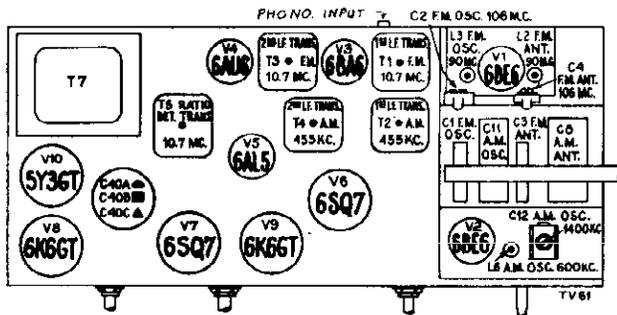 PHONO. INPUT
C2 F.M. OSC. 106 M.C.
T7
V4
6AU6
2ND I.F. TRANS.
T3 F.M.
10.7 MC.
V3
6BA6
1ST I.F. TRANS.
T1 F.M.
10.7 MC.
L3 F.M.
OSC.
90 MC.
V1
6BE6
L2 F.M.
ANT.
90 MC.
C4
F.M. ANT.
106 MC.
T5 RATIO
DET. TRANS.
10.7 MC.
2ND I.F. TRANS.
T4 A.M.
455 KC.
1ST I.F. TRANS.
T2 A.M.
455 KC.
C1 F.M.
OSC.
C11
A.M.
OSC.
C3 F.M.
ANT.
C8
A.M.
ANT.
V5
6AL5
V10
5Y3GT
C40A
C40B
C40C
V6
6SQ7
V8
6K6GT
V7
6SQ7
V9
6K6GT
V2
6BE6
C12 A.M. OSC.
1400 KC
L6 A.M. OSC. 600 KC.
TV61